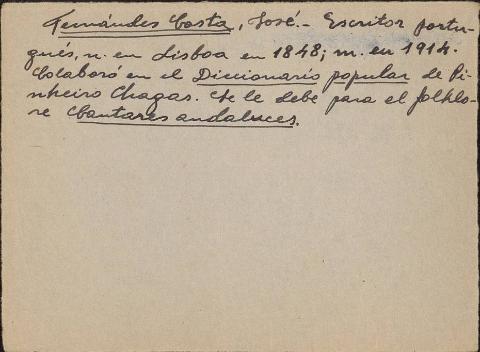 Fernándes Costa, José.- Escritor portu-
gués, n. en Lisboa en 1848; m. en 1914.
Colaboró en el Diccionario popular de Pi-
nheiro Chagas. Se le debe para el folklo-
re Cantares andaluces.